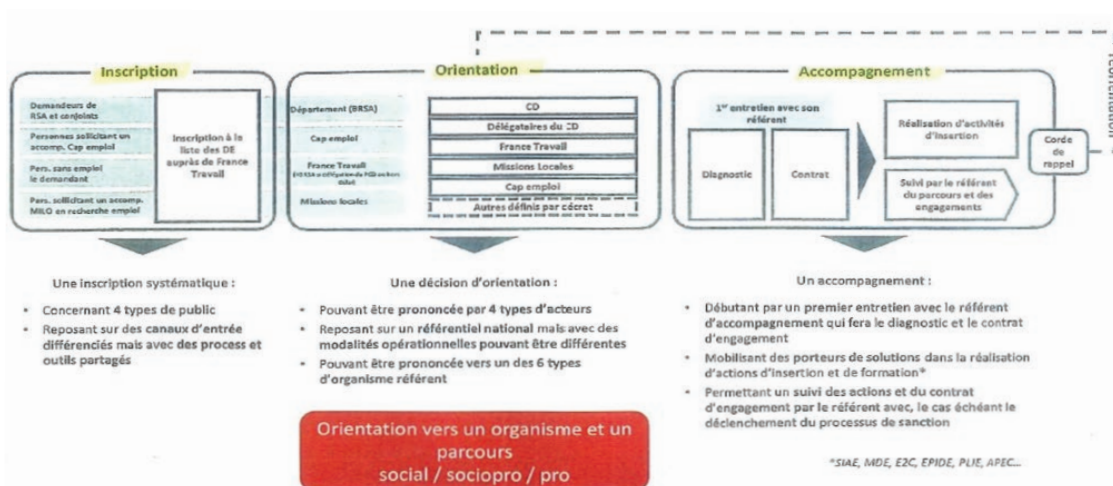 Inscription
Demandeurs de
RSA et conjoints
Personnes sollicitant un
accomp. Cap emploi
Pers. sans emploi
le demandant
Pers. sollicitant un accomp.
MILO en recherche emploi
Inscription à la
liste des DE
auprès de France
Travail
Une inscription systématique :
• Concernant 4 types de public
• Reposant sur des canaux d'entrée
différenciés mais avec des process et
outils partagés
Orientation
Département (BRSA)
Cap emploi
France Travail
Missions locales
CD
Délégataires du CD
France Travail
Missions Locales
Cap emploi
Autres définis par décret
Une décision d'orientation :
• Pouvant être prononcée par 4 types d'acteurs
• Reposant sur un référentiel national mais avec des
modalités opérationnelles pouvant être différentes
• Pouvant être prononcée vers un des 6 types
d'organisme référent
Orientation vers un organisme et un
parcours
social / sociopro / pro
Accompagnement
1er entretien avec son
référent
Diagnostic
Contrat
Réalisation d'activités
d'insertion
Suivi par le référent
du parcours et des
engagements
Corde
de
rappel
réorientation
Un accompagnement :
• Débutant par un premier entretien avec le référent
d'accompagnement qui fera le diagnostic et le contrat
d'engagement
• Mobilisant des porteurs de solutions dans la réalisation
d'actions d'insertion et de formation*
• Permettant un suivi des actions et du contrat
d'engagement par le référent avec, le cas échéant le
déclenchement du processus de sanction
*SIAE, MDE, E2C, EPIDE, PLIE, APEC...